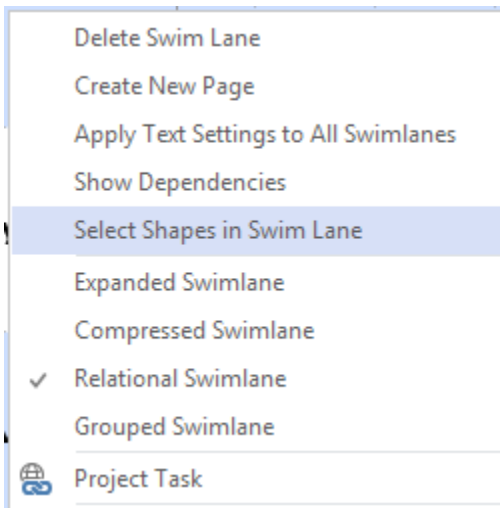 Delete Swim Lane
Create New Page
Apply Text Settings to All Swimlanes
Show Dependencies
Select Shapes in Swim Lane
Expanded Swimlane
Compressed Swimlane
Relational Swimlane
Grouped Swimlane
Project Task